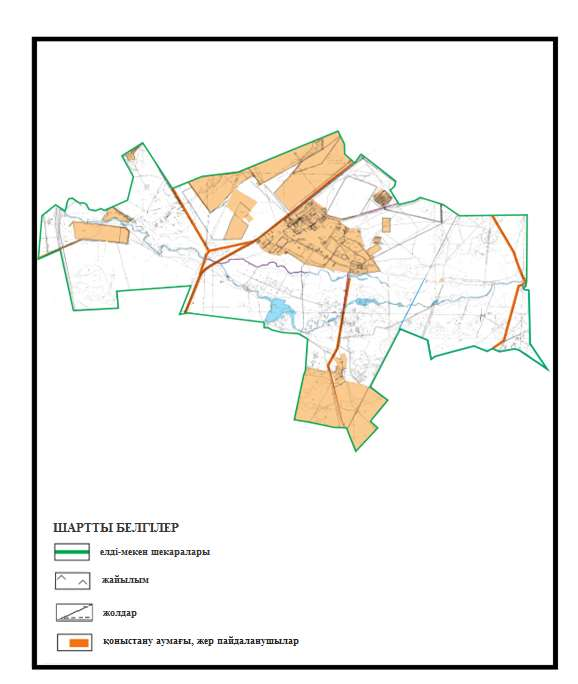 ШАРТТЫ БЕЛГІЛЕР
елді-мекен шекаралары
жайылым
жолдар
қоныстану аумағы, жер пайдаланушылар